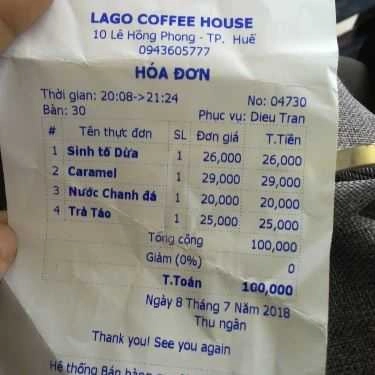 LAGO COFFEE HOUSE
10 Lê Hồng Phong - TP. Huế
0943605777
HÓA ĐƠN
Thời gian: 20:08->21:24 No: 04730
Bàn: 30 Phục vụ: Dieu Tran
# Tên thực đơn SL Đơn giá T.Tiền
1 Sinh tố Dừa 1 26,000 26,000
2 Caramel 1 29,000 29,000
3 Nước Chanh đá 1 20,000 20,000
4 Trà Táo 1 25,000 25,000
Tổng cộng 100,000
Giảm (0%) 0
T.Toán 100,000
Ngày 8 Tháng 7 Năm 2018
Thu ngân
Thank you! See you again
Hệ thống Bán hàng